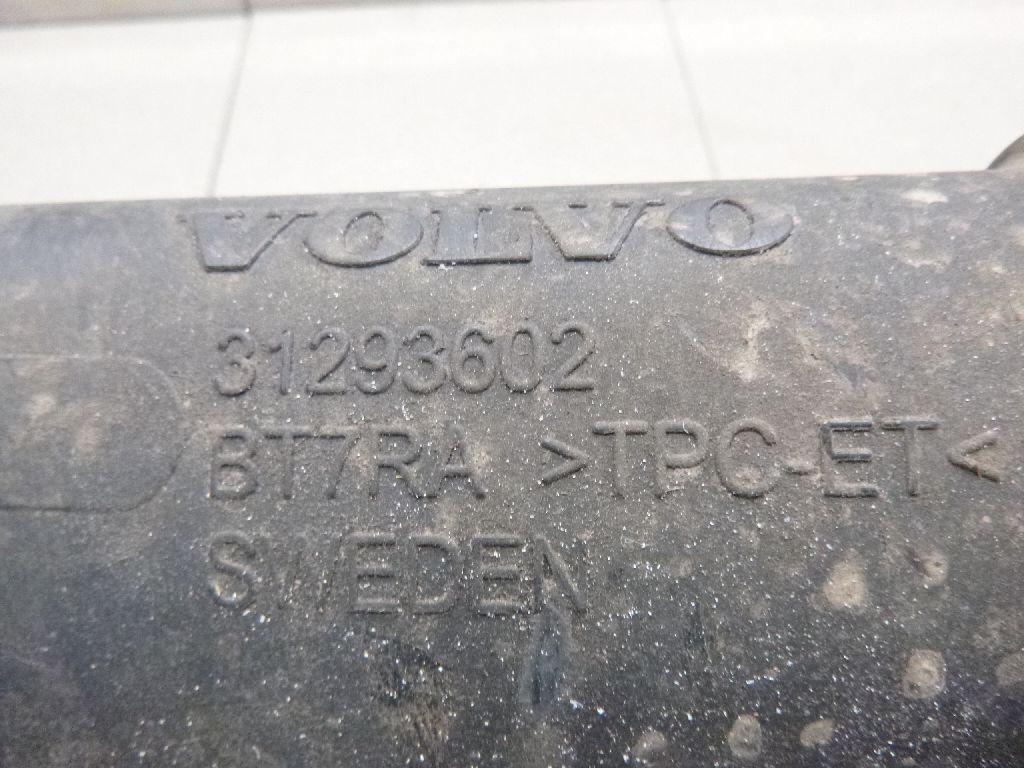 VOLVO
31293602
BT7RA >TPC-ET<
SWEDEN